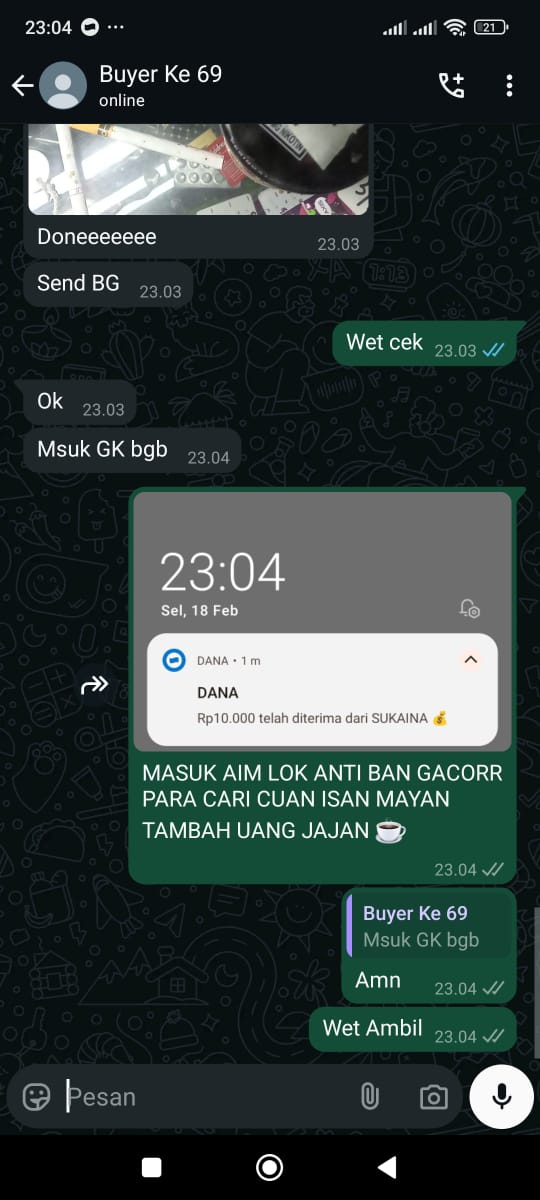 23:04
21
Buyer Ke 69
online
NIKOTIN
Doneeeeeee
23.03
Send BG 23.03
Wet cek 23.03
Ok 23.03
Msuk GK bgb 23.04
23:04
Sel, 18 Feb
DANA • 1 m
DANA
Rp10.000 telah diterima dari SUKAINA 💰
MASUK AIM LOK ANTI BAN GACORR
PARA CARI CUAN ISAN MAYAN
TAMBAH UANG JAJAN ☕
23.04
Buyer Ke 69
Msuk GK bgb
Amn 23.04
Wet Ambil 23.04
Pesan